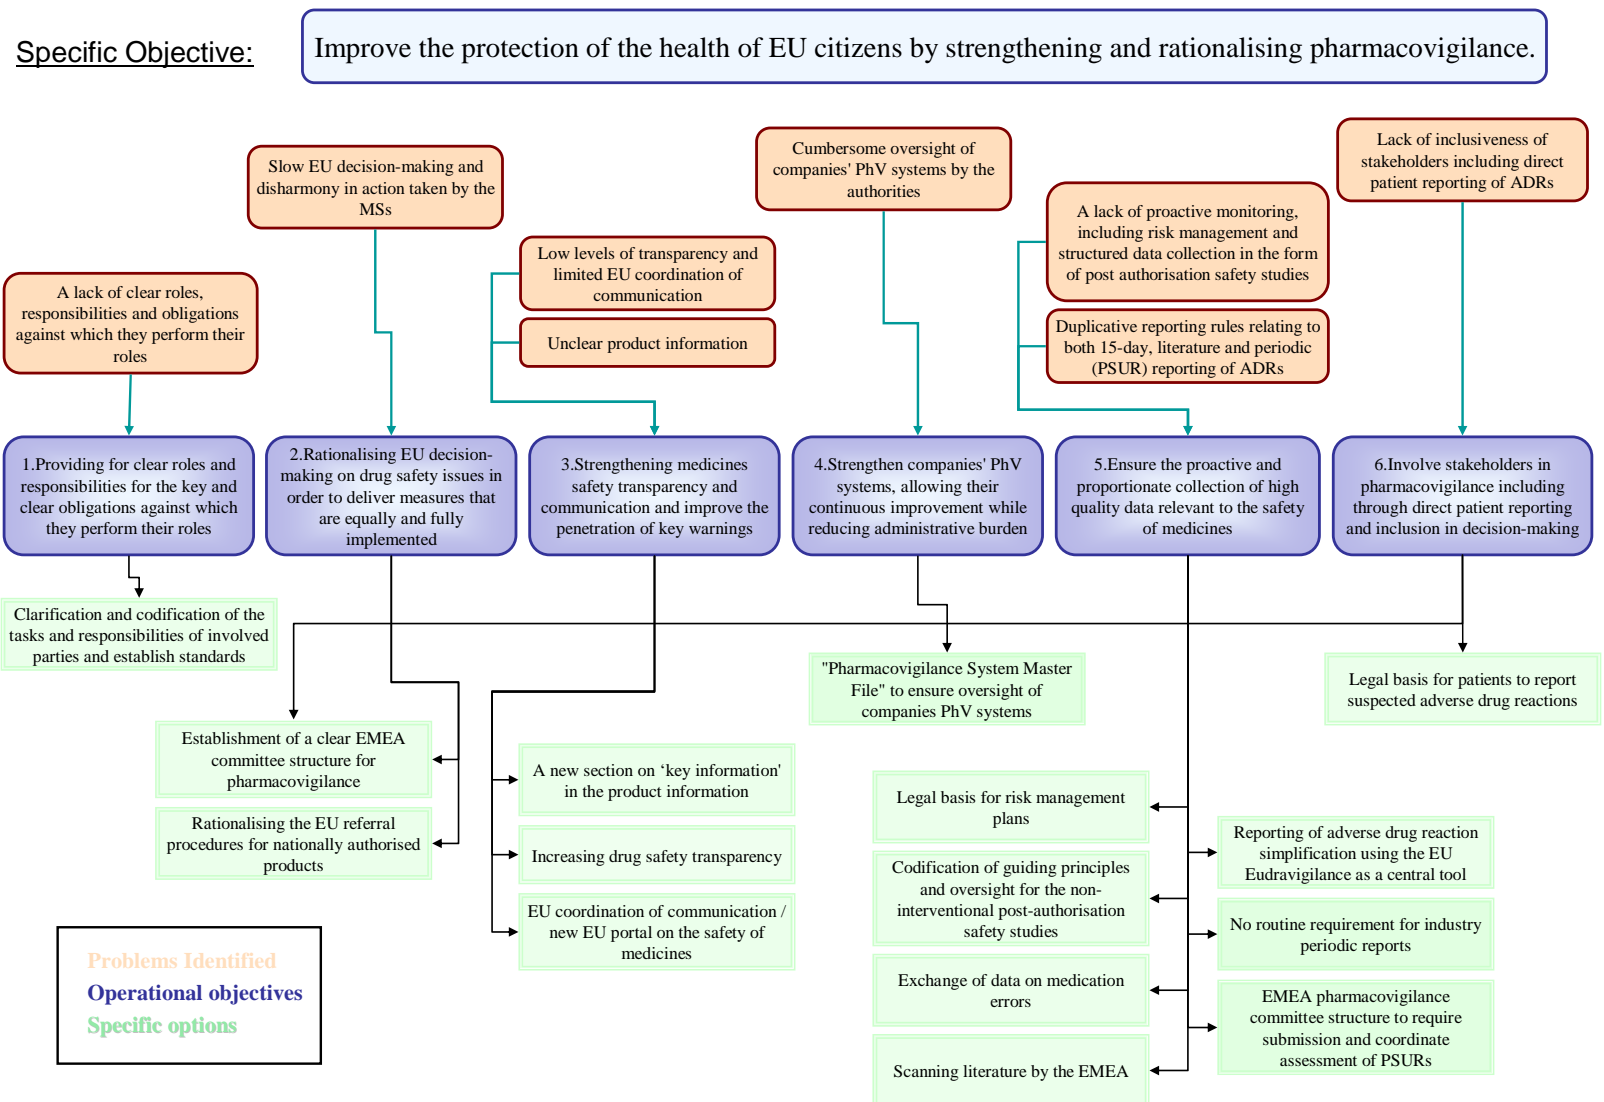 Specific Objective:
Improve the protection of the health of EU citizens by strengthening and rationalising pharmacovigilance.
A lack of clear roles,
responsibilities and obligations
against which they perform their
roles
Slow EU decision-making and
disharmony in action taken by the
MSs
Low levels of transparency and
limited EU coordination of
communication
Unclear product information
Cumbersome oversight of
companies' PhV systems by the
authorities
A lack of proactive monitoring,
including risk management and
structured data collection in the form
of post authorisation safety studies
Duplicative reporting rules relating to
both 15-day, literature and periodic
(PSUR) reporting of ADRs
Lack of inclusiveness of
stakeholders including direct
patient reporting of ADRs
1.Providing for clear roles and
responsibilities for the key and
clear obligations against which
they perform their roles
2.Rationalising EU decision-
making on drug safety issues in
order to deliver measures that
are equally and fully
implemented
3.Strengthening medicines
safety transparency and
communication and improve the
penetration of key warnings
4.Strengthen companies' PhV
systems, allowing their
continuous improvement while
reducing administrative burden
5.Ensure the proactive and
proportionate collection of high
quality data relevant to the safety
of medicines
6.Involve stakeholders in
pharmacovigilance including
through direct patient reporting
and inclusion in decision-making
Clarification and codification of the
tasks and responsibilities of involved
parties and establish standards
Establishment of a clear EMEA
committee structure for
pharmacovigilance
Rationalising the EU referral
procedures for nationally authorised
products
A new section on ‘key information'
in the product information
Increasing drug safety transparency
EU coordination of communication /
new EU portal on the safety of
medicines
"Pharmacovigilance System Master
File" to ensure oversight of
companies PhV systems
Legal basis for risk management
plans
Codification of guiding principles
and oversight for the non-
interventional post-authorisation
safety studies
Exchange of data on medication
errors
Scanning literature by the EMEA
Reporting of adverse drug reaction
simplification using the EU
Eudravigilance as a central tool
No routine requirement for industry
periodic reports
EMEA pharmacovigilance
committee structure to require
submission and coordinate
assessment of PSURs
Legal basis for patients to report
suspected adverse drug reactions
Problems Identified
Operational objectives
Specific options